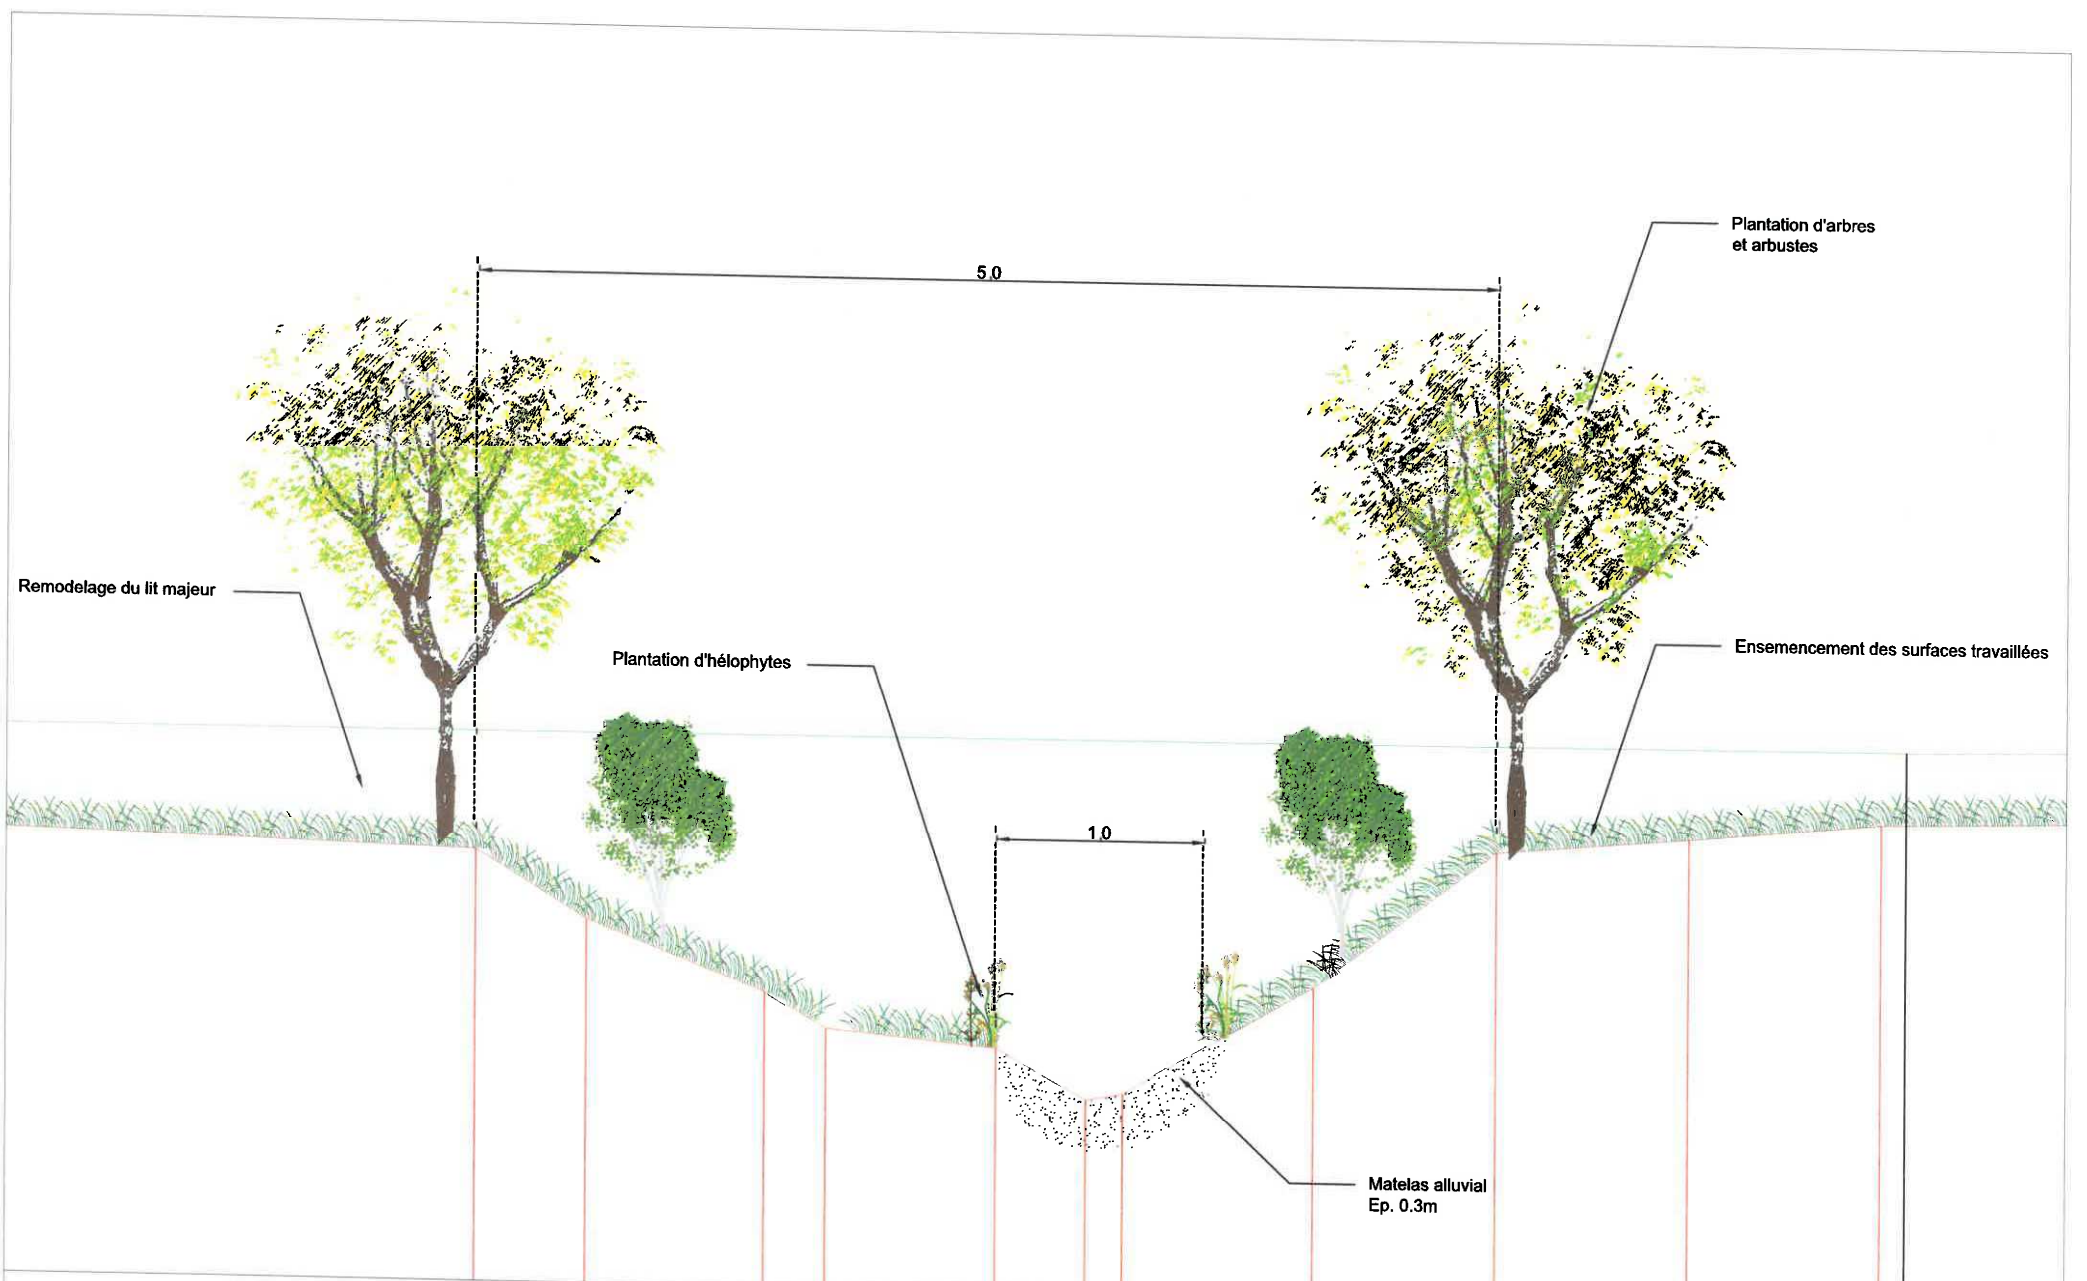 Plantation d'arbres
et arbustes
5.0
Remodelage du lit majeur
Plantation d'hélophytes
Ensemencement des surfaces travaillées
1.0
Matelas alluvial
Ep. 0.3m